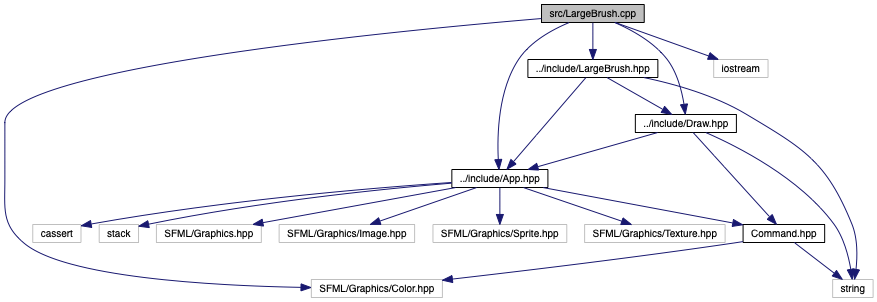 src/LargeBrush.cpp
../include/LargeBrush.hpp
iostream
../include/Draw.hpp
../include/App.hpp
cassert
stack
SFML/Graphics.hpp
SFML/Graphics/Image.hpp
SFML/Graphics/Sprite.hpp
SFML/Graphics/Texture.hpp
Command.hpp
SFML/Graphics/Color.hpp
string